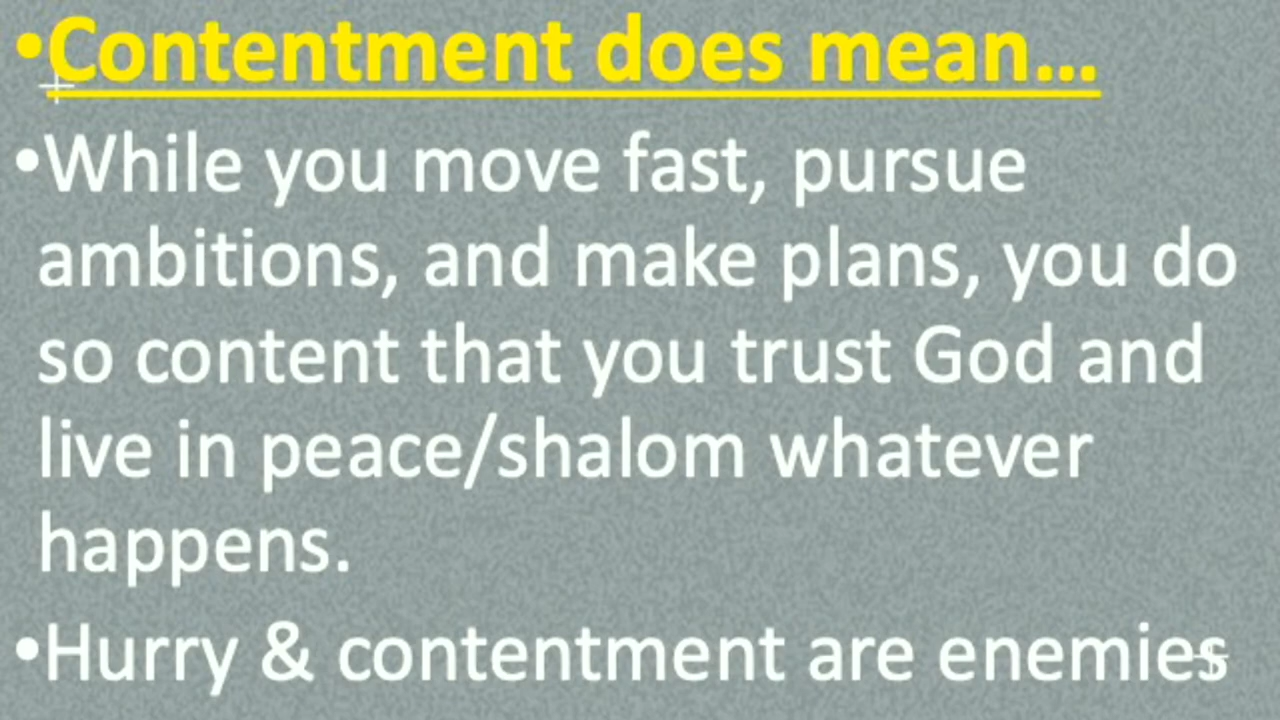 •Contentment does mean…
•While you move fast, pursue
ambitions, and make plans, you do
so content that you trust God and
live in peace/shalom whatever
happens.
•Hurry & contentment are enemies